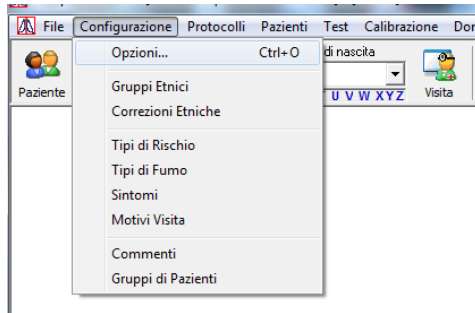 File Configurazione Protocolli Pazienti Test Calibrazione
Opzioni... Ctrl+O
di nascita
Paziente
T U V W X Y Z
Visita
Gruppi Etnici
Correzioni Etniche
Tipi di Rischio
Tipi di Fumo
Sintomi
Motivi Visita
Commenti
Gruppi di Pazienti